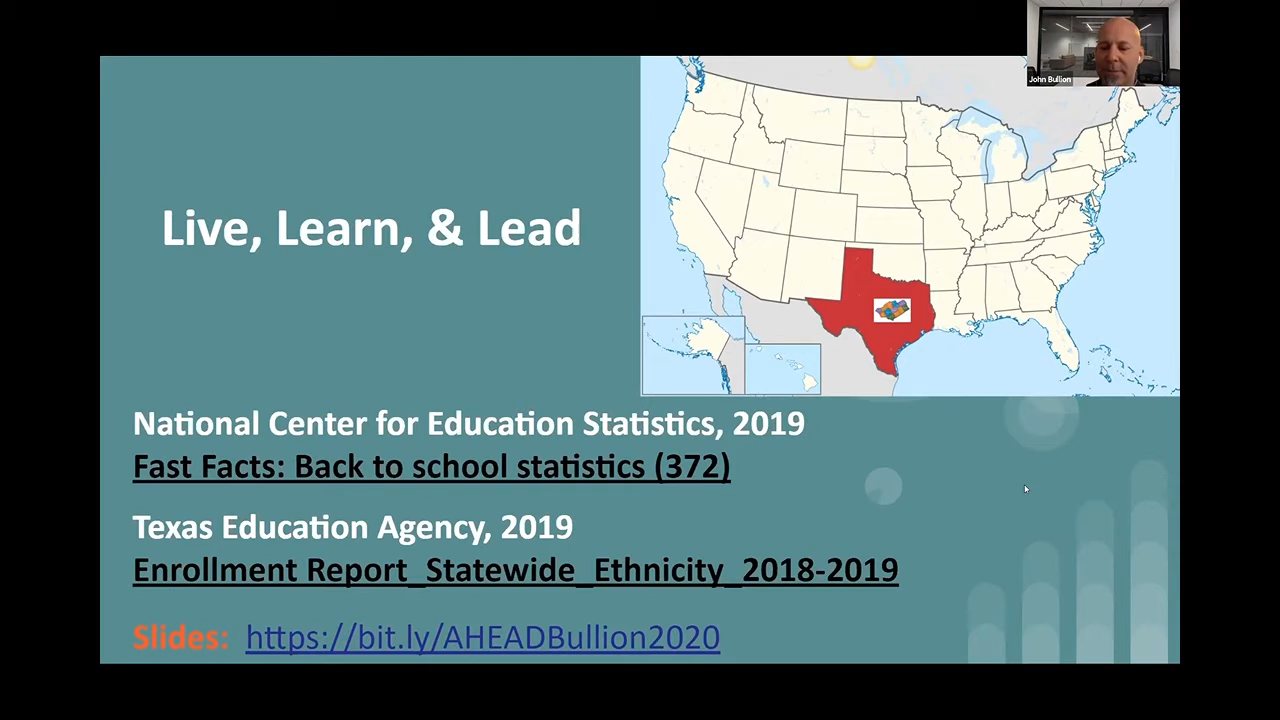 John Bullion
Live, Learn, & Lead
National Center for Education Statistics, 2019
Fast Facts: Back to school statistics (372)
Texas Education Agency, 2019
Enrollment Report_Statewide_Ethnicity_2018-2019
Slides: https://bit.ly/AHEADBullion2020